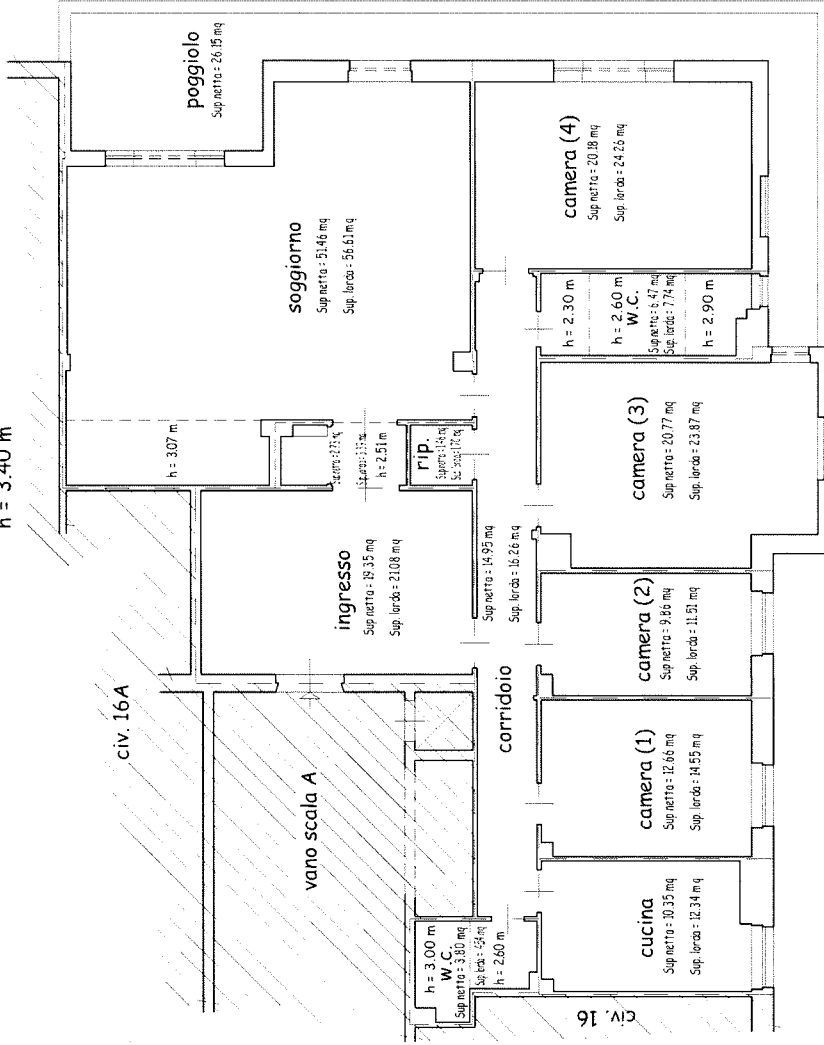 h = 3.40 m
poggiolo
Sup netta = 26.15 mq
soggiorno
Sup netta = 51.46 mq
Sup. lorda = 56.61 mq
camera (4)
Sup netta = 20.18 mq
Sup. lorda = 24.26 mq
h = 2.30 m
h = 2.60 m
W.C.
Sup netta = 6.47 mq
Sup. lorda = 7.74 mq
h = 2.90 m
h = 3.07 m
h = 2.51 m
rip.
camera (3)
Sup netta = 20.77 mq
Sup. lorda = 23.87 mq
ingresso
Sup netta = 19.35 mq
Sup. lorda = 21.08 mq
Sup netta = 14.95 mq
Sup. lorda = 16.26 mq
corridoio
camera (2)
Sup netta = 9.86 mq
Sup. lorda = 11.51 mq
civ. 16A
vano scala A
camera (1)
Sup netta = 12.66 mq
Sup. lorda = 14.55 mq
cucina
Sup netta = 10.35 mq
Sup. lorda = 12.34 mq
h = 3.00 m
W.C.
Sup netta = 3.80 mq
h = 2.60 m
civ. 16